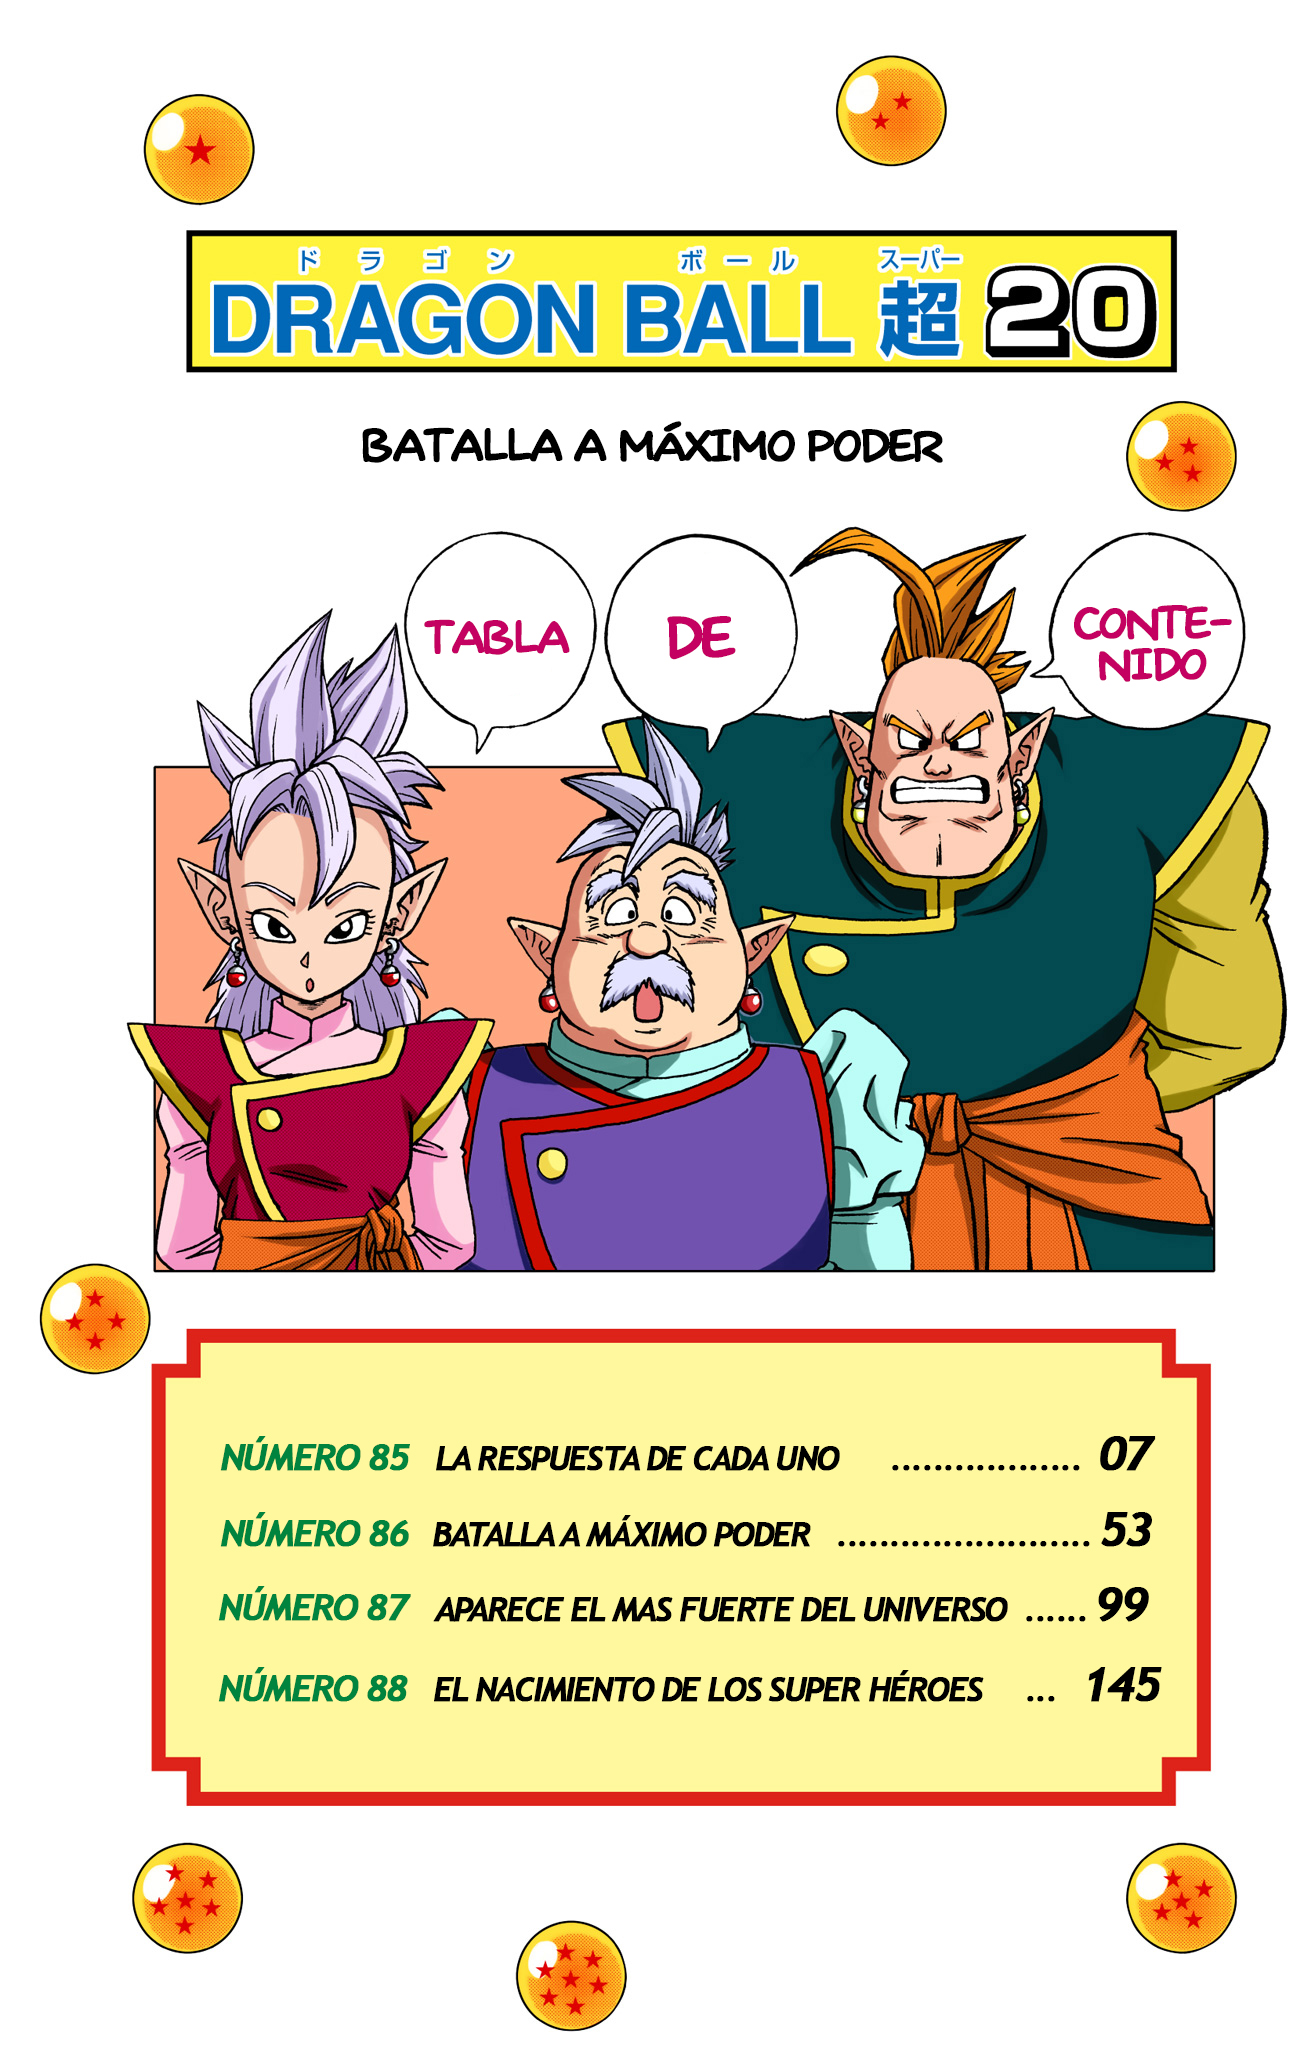 ドラゴン ボール スーパー
DRAGON BALL 超 20
BATALLA A MÁXIMO PODER
TABLA
DE
CONTE-
NIDO
NÚMERO 85 LA RESPUESTA DE CADA UNO .................. 07
NÚMERO 86 BATALLA A MÁXIMO PODER ........................ 53
NÚMERO 87 APARECE EL MAS FUERTE DEL UNIVERSO ...... 99
NÚMERO 88 EL NACIMIENTO DE LOS SUPER HÉROES ... 145